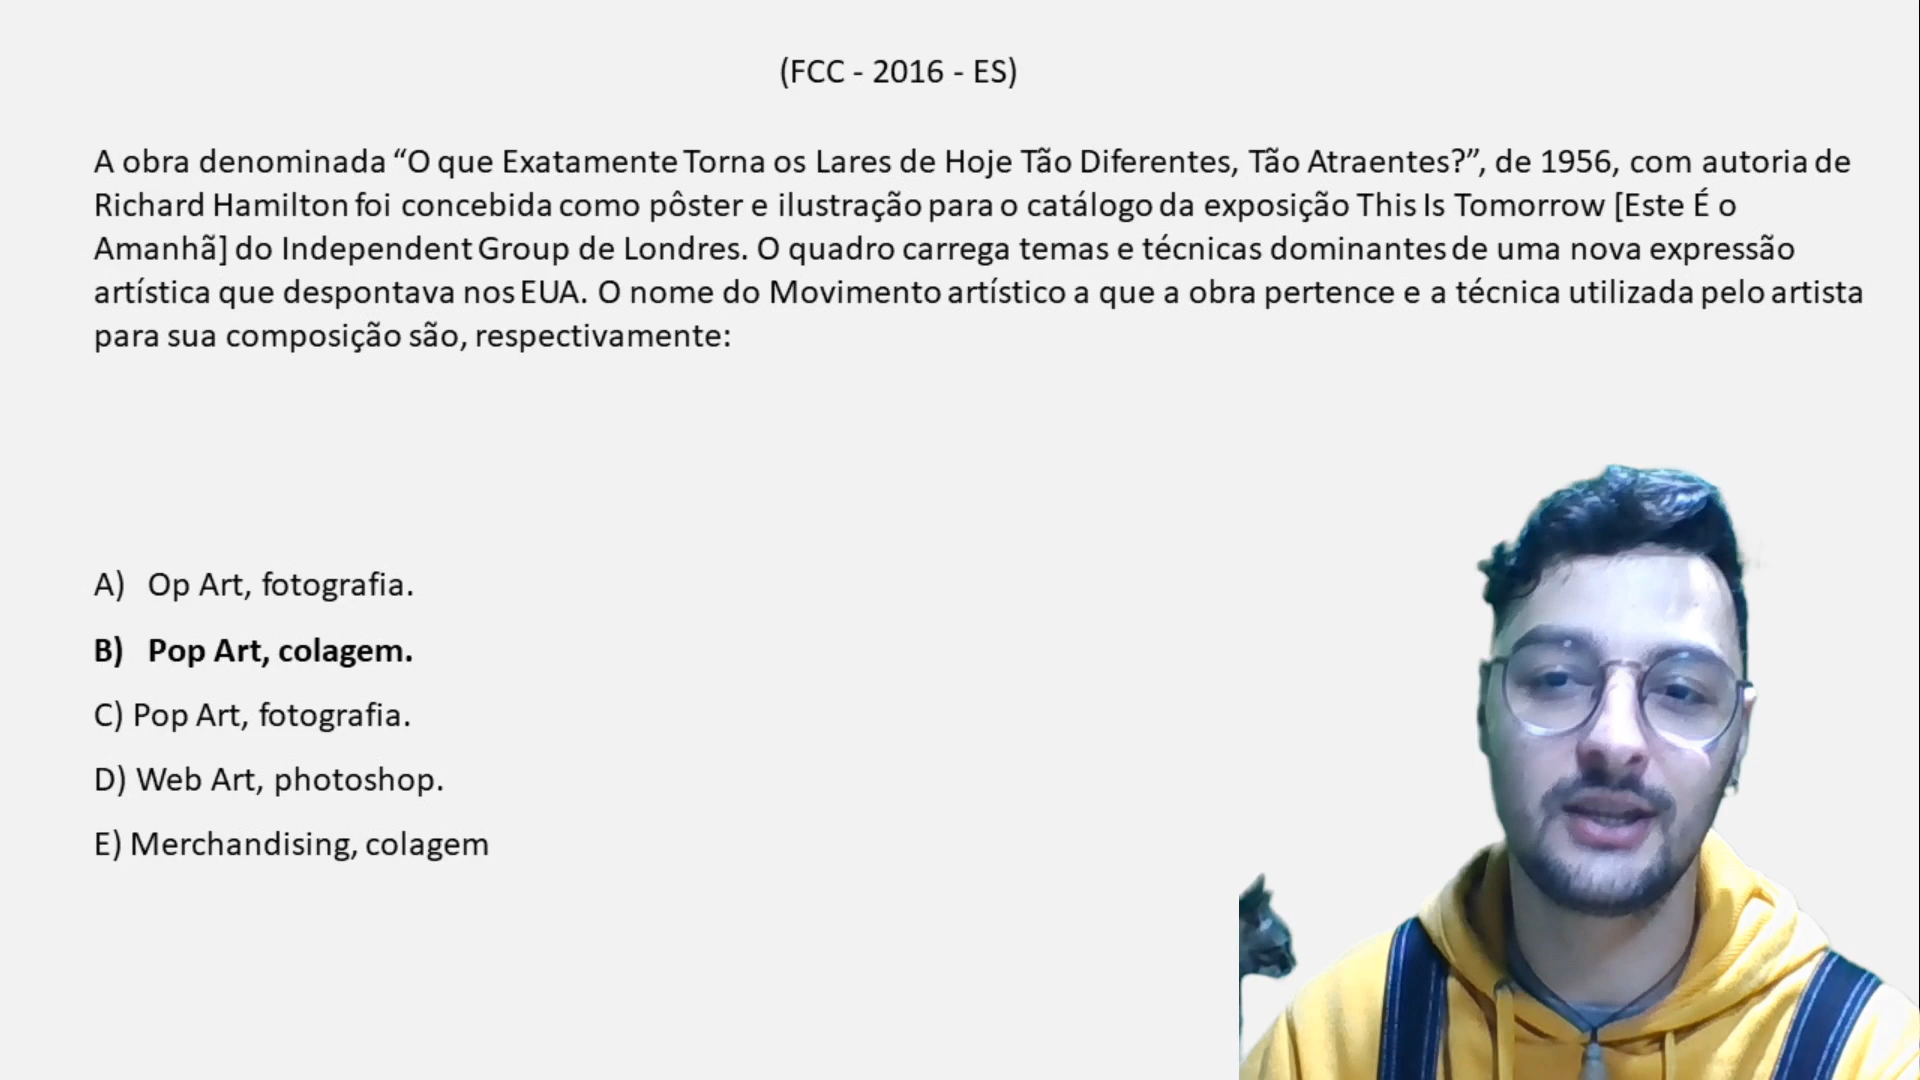 (FCC - 2016 - ES)
A obra denominada “O que Exatamente Torna os Lares de Hoje Tão Diferentes, Tão Atraentes?”, de 1956, com autoria de
Richard Hamilton foi concebida como pôster e ilustração para o catálogo da exposição This Is Tomorrow [Este É o
Amanhã] do Independent Group de Londres. O quadro carrega temas e técnicas dominantes de uma nova expressão
artística que despontava nos EUA. O nome do Movimento artístico a que a obra pertence e a técnica utilizada pelo artista
para sua composição são, respectivamente:
A) Op Art, fotografia.
B) Pop Art, colagem.
C) Pop Art, fotografia.
D) Web Art, photoshop.
E) Merchandising, colagem